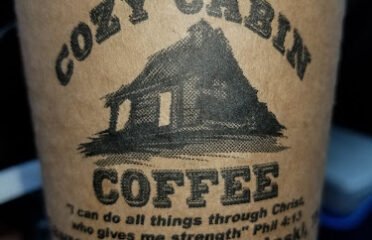 COZY CABIN
COFFEE
"I can do all things through Christ,
who gives me strength" Phil 4:13